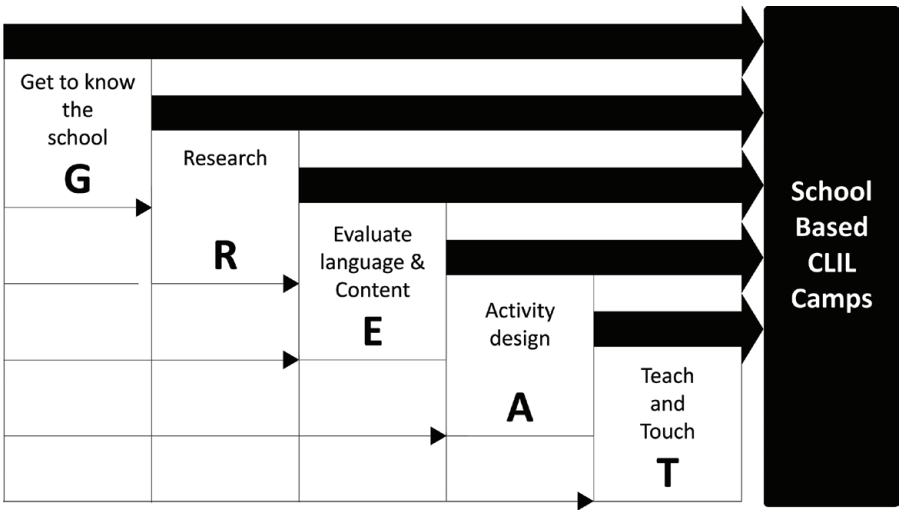 Get to know
the
school
G
Research
R
Evaluate
language &
Content
E
Activity
design
A
Teach
and
Touch
T
School
Based
CLIL
Camps